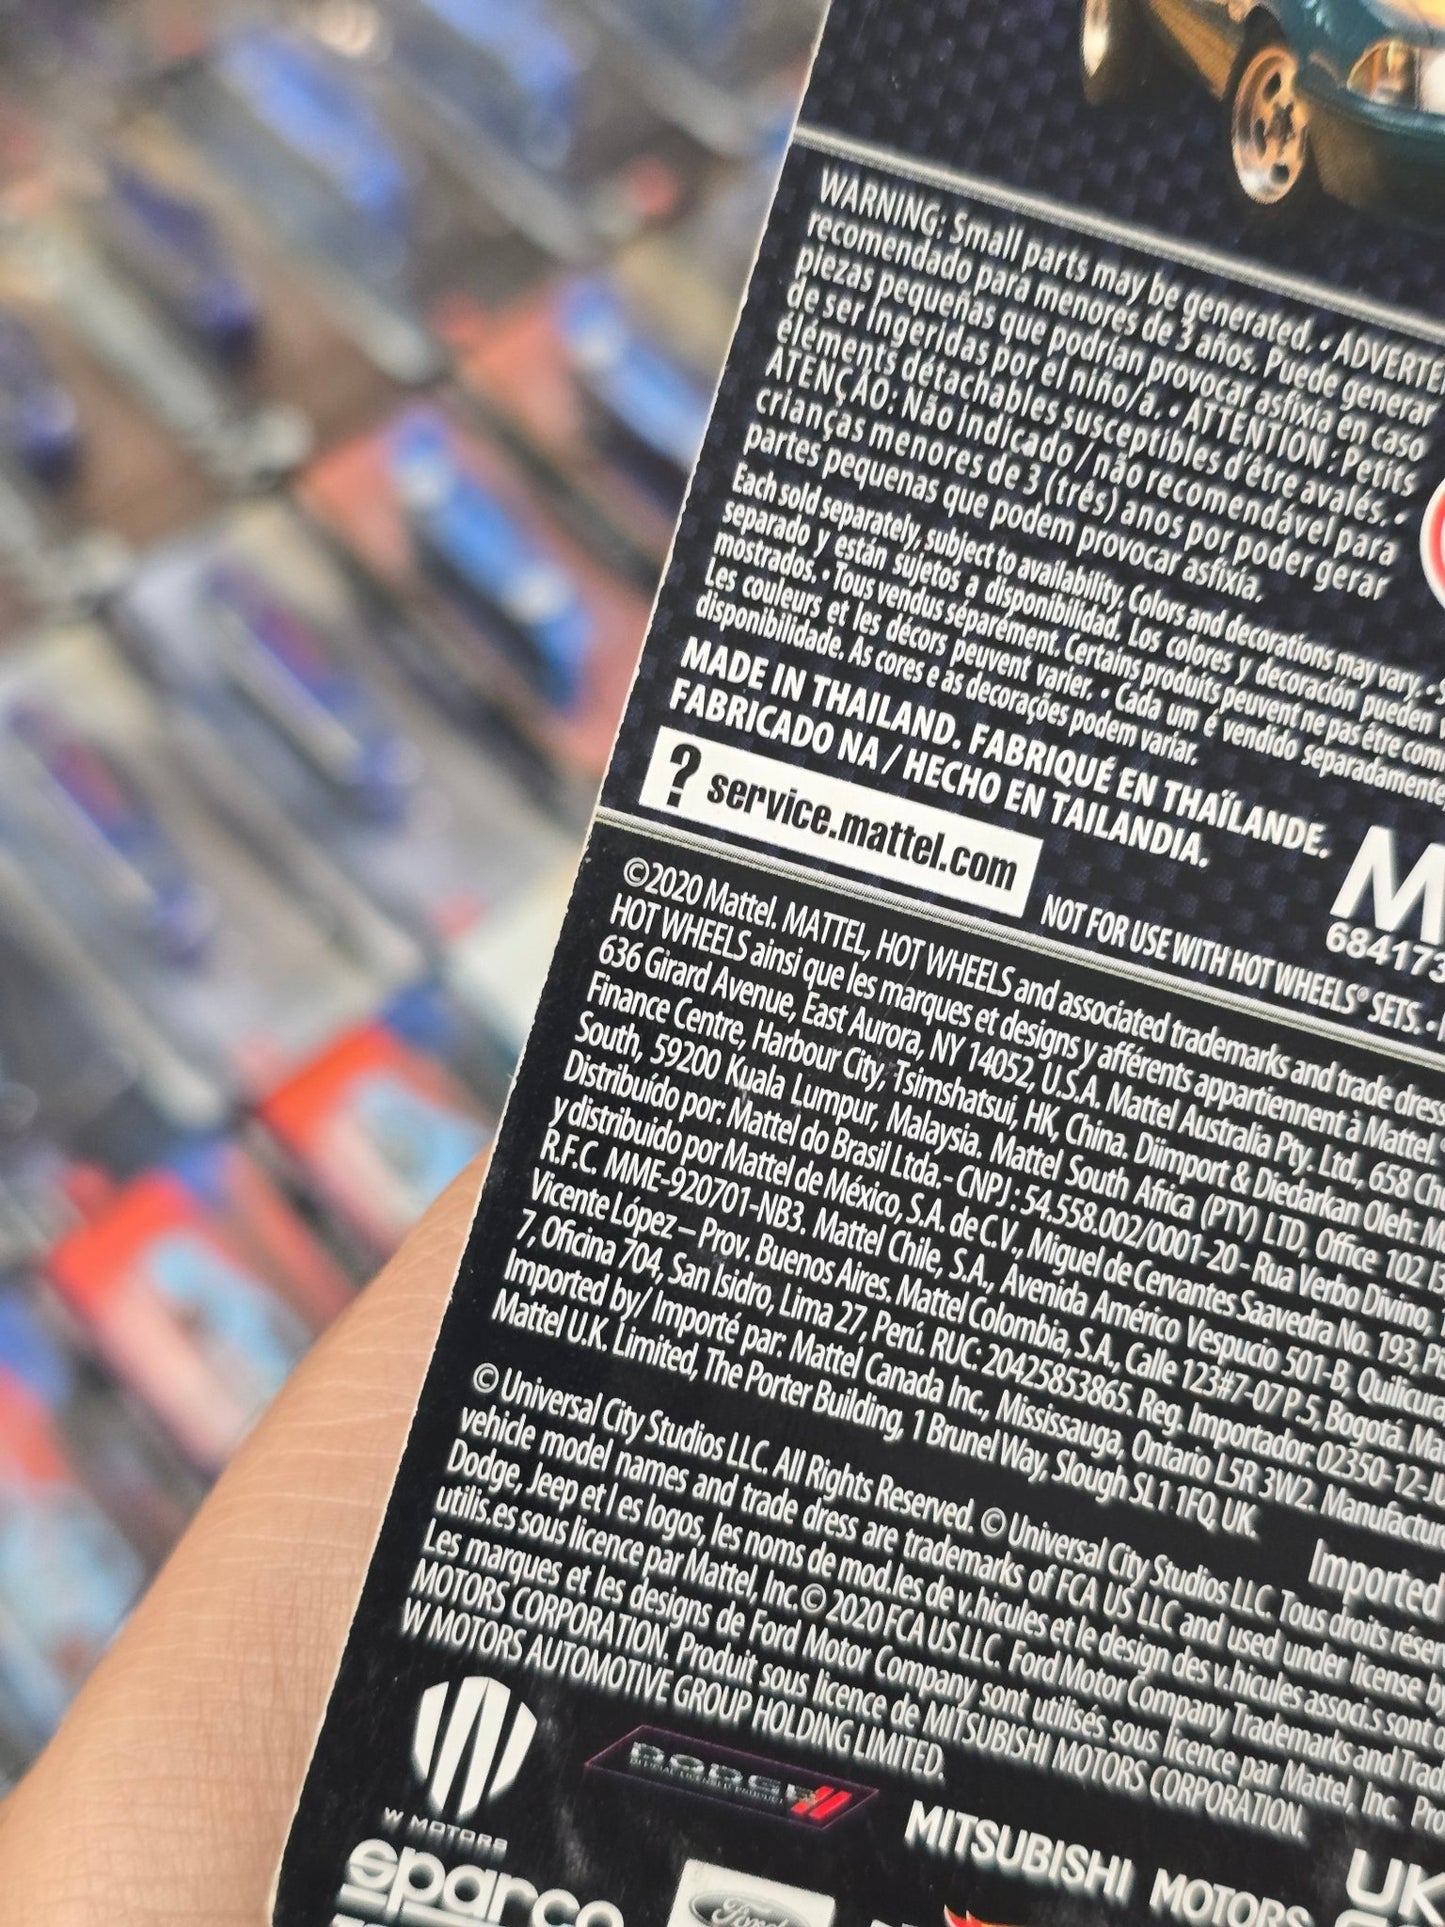 WARNING: Small parts may be generated. • ADVERTE
recomendado para menores de 3 años. Puede generar
piezas pequeñas que podrían provocar asfixia en caso
de ser ingeridas por el niño/a. • ATTENTION : Petits
éléments détachables susceptibles d'être avalés. •
ATENÇÃO: Não indicado / não recomendável para
crianças menores de 3 (três) anos por poder gerar
partes pequenas que podem provocar asfixia.
Each sold separately, subject to availability. Colors and decorations may vary. • S
separado y están sujetos a disponibilidad. Los colores y decoración pueden
mostrados. • Tous vendus séparément. Certains produits peuvent ne pas être com
Les couleurs et les décors peuvent varier. • Cada um é vendido separadamente
disponibilidade. As cores e as decorações podem variar.
MADE IN THAILAND. FABRIQUÉ EN THAÏLANDE.
FABRICADO NA / HECHO EN TAILANDIA.
? service.mattel.com
M
684173
NOT FOR USE WITH HOT WHEELS® SETS. •
©2020 Mattel. MATTEL, HOT WHEELS and associated trademarks and trade dress
HOT WHEELS ainsi que les marques et designs y afférents appartiennent à Mattel
636 Girard Avenue, East Aurora, NY 14052, U.S.A. Mattel Australia Pty. Ltd., 658 Ch
Finance Centre, Harbour City, Tsimshatsui, HK, China. Diimport & Diedarkan Oleh: M
South, 59200 Kuala Lumpur, Malaysia. Mattel South Africa (PTY) LTD, Office 102
Distribuído por: Mattel do Brasil Ltda.- CNPJ : 54.558.002/0001-20 - Rua Verbo Divino,
y distribuido por Mattel de México, S.A. de C.V., Miguel de Cervantes Saavedra No. 193,
R.F.C. MME-920701-NB3. Mattel Chile, S.A., Avenida Américo Vespucio 501-B, Quilicura
Vicente López – Prov. Buenos Aires. Mattel Colombia, S.A., Calle 123#7-07 P.5, Bogotá. Ma
7, Oficina 704, San Isidro, Lima 27, Perú. RUC: 20425853865. Reg. Importador: 02350-12-JU
Imported by/ Importé par: Mattel Canada Inc., Mississauga, Ontario L5R 3W2. Manufactur
Mattel U.K. Limited, The Porter Building, 1 Brunel Way, Slough SL1 1FQ, UK.
Imported
© Universal City Studios LLC. All Rights Reserved. © Universal City Studios LLC. Tous droits réser
vehicle model names and trade dress are trademarks of FCA US LLC and used under license b
Dodge, Jeep et l es logos, les noms de mod.les de v.hicules et le design des v.hicules associ.s sont
utilis.es sous licence par Mattel, Inc. © 2020 FCA US LLC. Ford Motor Company Trademarks and Trad
Les marques et les designs de Ford Motor Company sont utilisés sous licence par Mattel, Inc. Pro
MOTORS CORPORATION. Produit sous licence de MITSUBISHI MOTORS CORPORATION.
W MOTORS AUTOMOTIVE GROUP HOLDING LIMITED.
W MOTORS
DODGE
MITSUBISHI MOTORS
UK
sparco
Ford